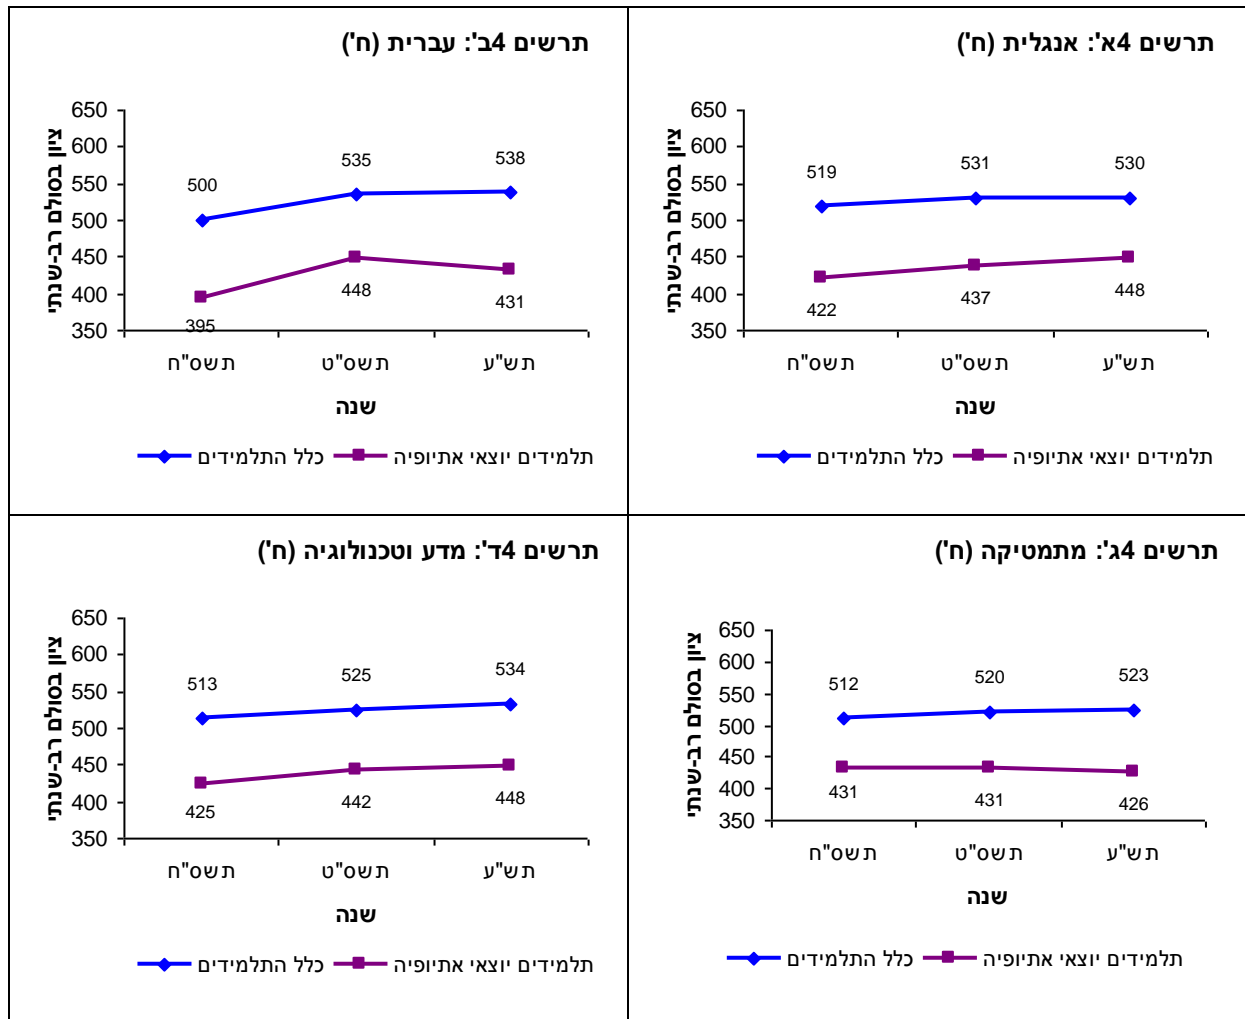 תרשים 4א': אנגלית (ח')
ציון בסולם רב-שנתי
650
600
550
500
450
400
350
519
531
530
422
437
448
תשס"ח
תשס"ט
תש"ע
שנה
כלל התלמידים
תלמידים יוצאי אתיופיה
תרשים 4ב': עברית (ח')
ציון בסולם רב-שנתי
650
600
550
500
450
400
350
500
535
538
395
448
431
תשס"ח
תשס"ט
תש"ע
שנה
כלל התלמידים
תלמידים יוצאי אתיופיה
תרשים 4ג': מתמטיקה (ח')
ציון בסולם רב-שנתי
650
600
550
500
450
400
350
512
520
523
431
431
426
תשס"ח
תשס"ט
תש"ע
שנה
כלל התלמידים
תלמידים יוצאי אתיופיה
תרשים 4ד': מדע וטכנולוגיה (ח')
ציון בסולם רב-שנתי
650
600
550
500
450
400
350
513
525
534
425
442
448
תשס"ח
תשס"ט
תש"ע
שנה
כלל התלמידים
תלמידים יוצאי אתיופיה